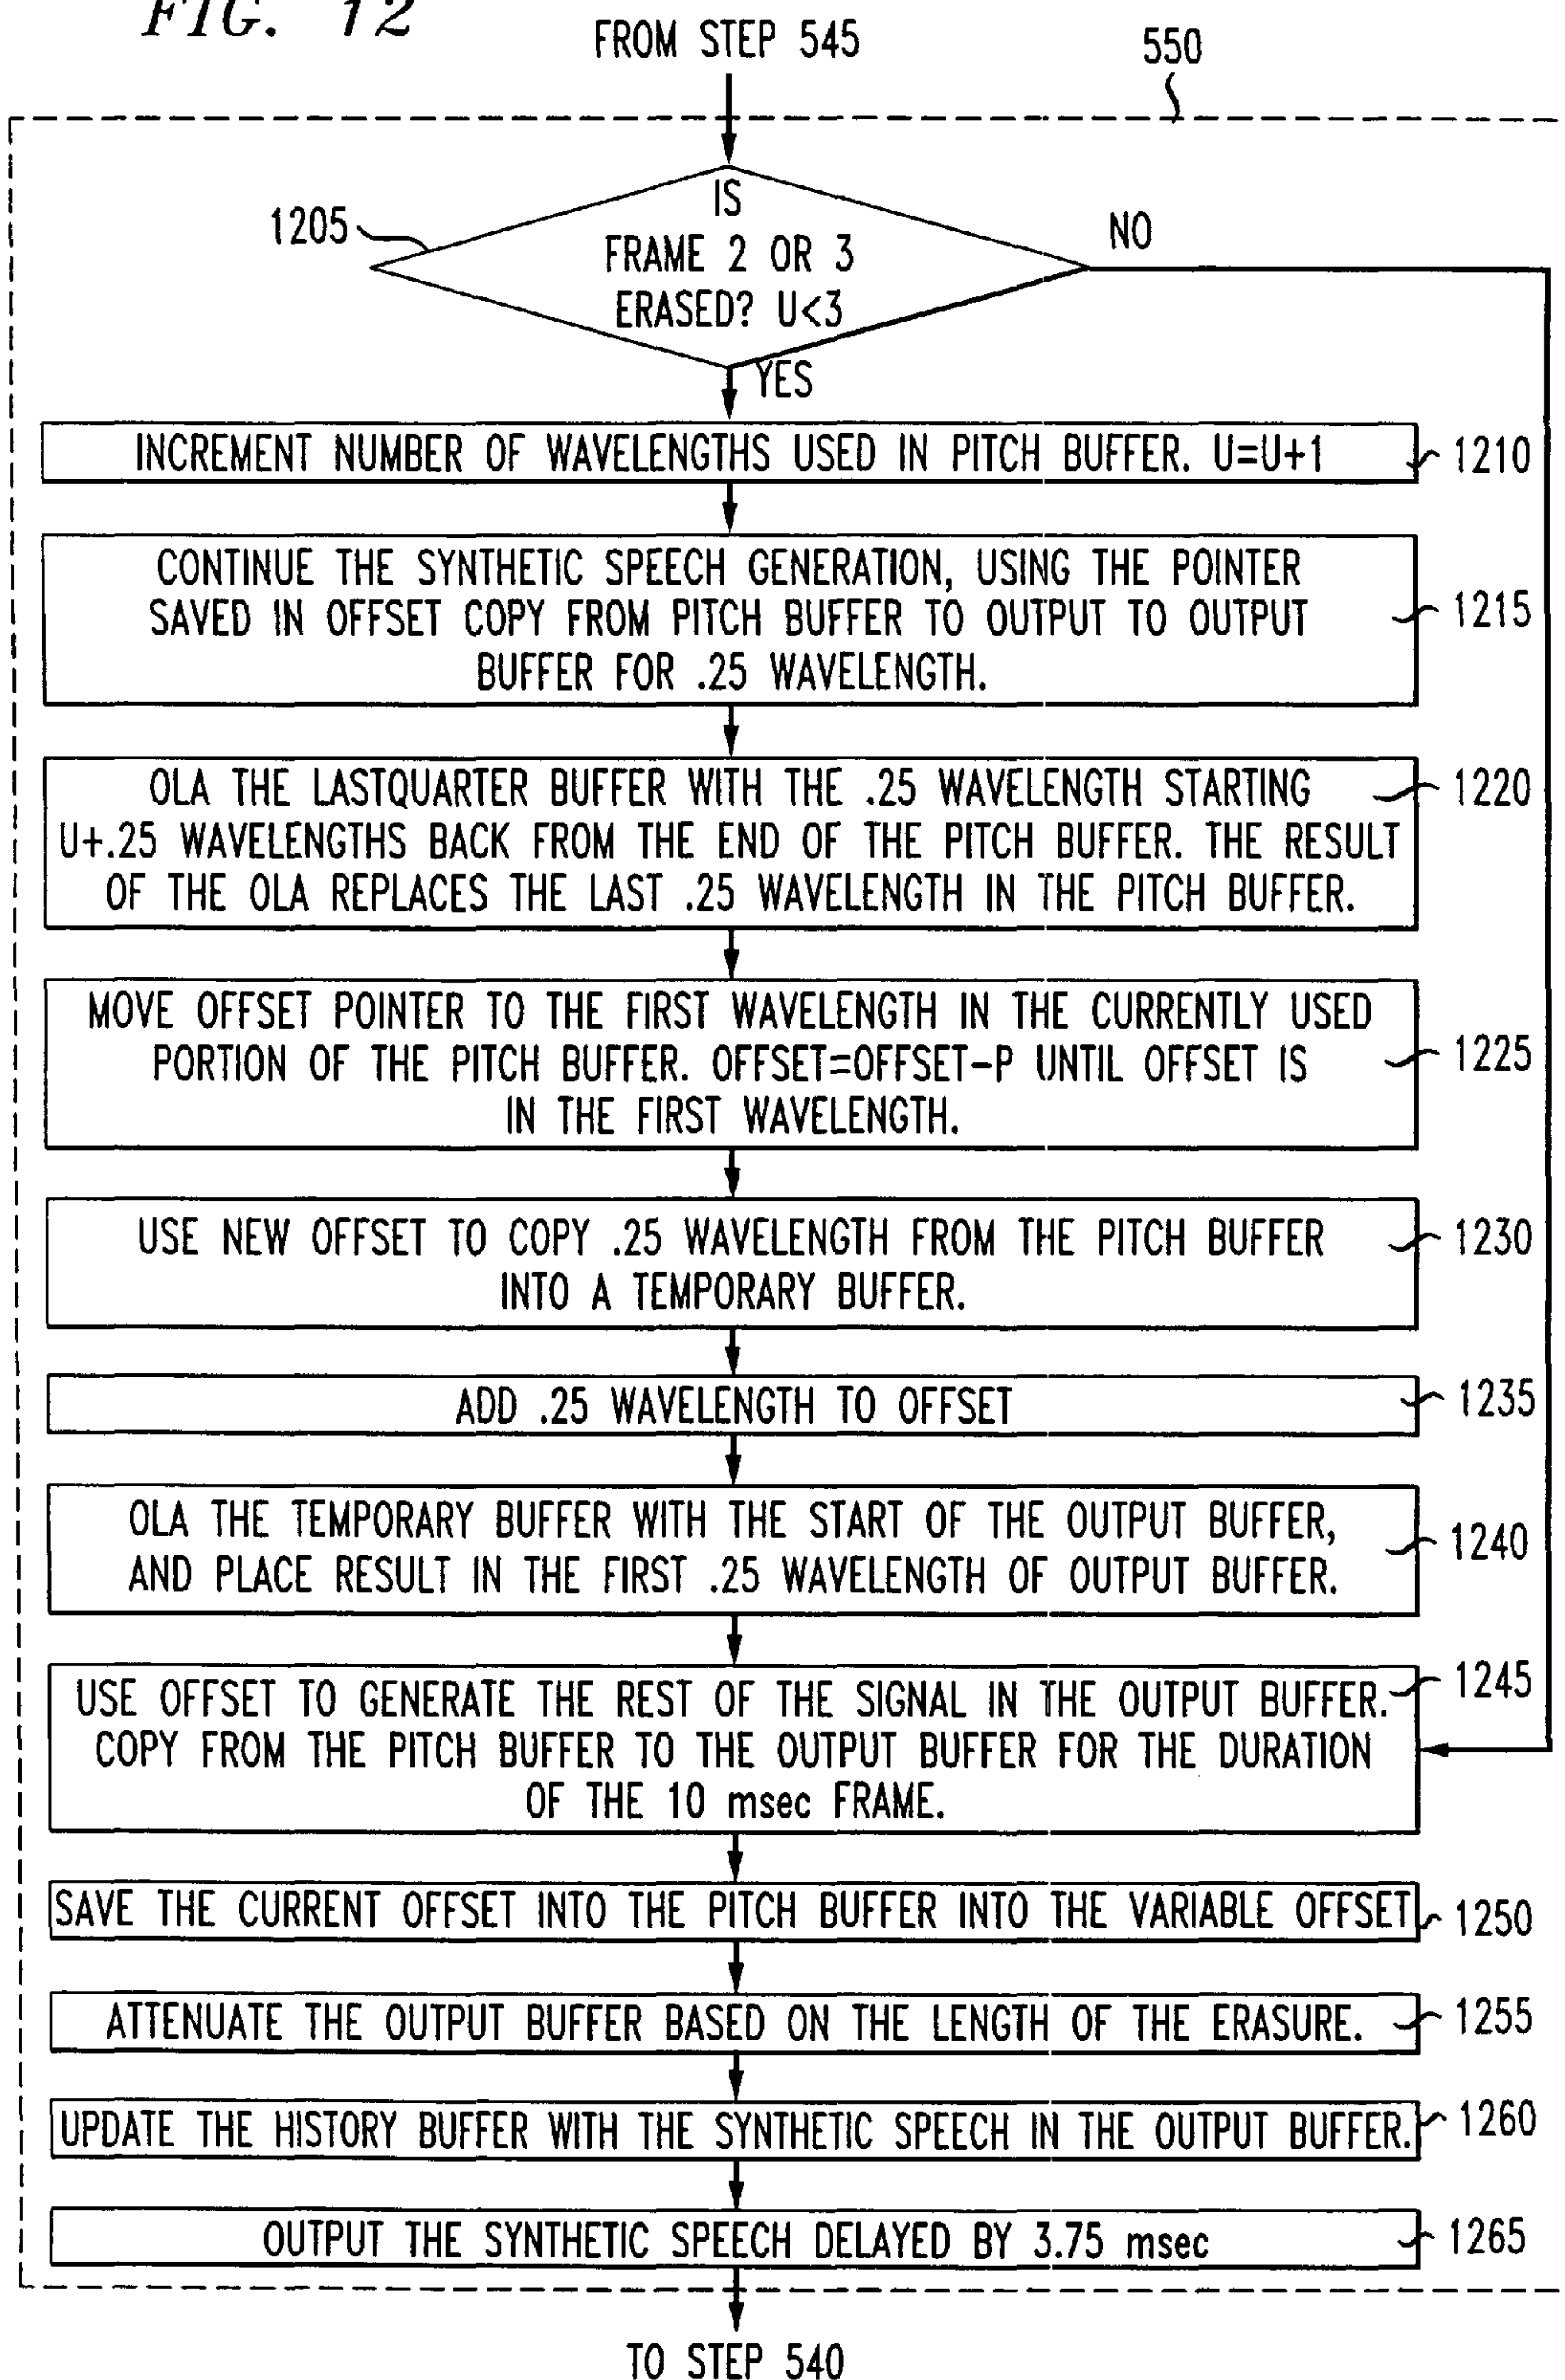 FIG. 12
FROM STEP 545
550
1205
IS
FRAME 2 OR 3
ERASED? U<3
NO
YES
INCREMENT NUMBER OF WAVELENGTHS USED IN PITCH BUFFER. U=U+1
1210
CONTINUE THE SYNTHETIC SPEECH GENERATION, USING THE POINTER
SAVED IN OFFSET COPY FROM PITCH BUFFER TO OUTPUT TO OUTPUT
BUFFER FOR .25 WAVELENGTH.
1215
OLA THE LASTQUARTER BUFFER WITH THE .25 WAVELENGTH STARTING
U+.25 WAVELENGTHS BACK FROM THE END OF THE PITCH BUFFER. THE RESULT
OF THE OLA REPLACES THE LAST .25 WAVELENGTH IN THE PITCH BUFFER.
1220
MOVE OFFSET POINTER TO THE FIRST WAVELENGTH IN THE CURRENTLY USED
PORTION OF THE PITCH BUFFER. OFFSET=OFFSET-P UNTIL OFFSET IS
IN THE FIRST WAVELENGTH.
1225
USE NEW OFFSET TO COPY .25 WAVELENGTH FROM THE PITCH BUFFER
INTO A TEMPORARY BUFFER.
1230
ADD .25 WAVELENGTH TO OFFSET
1235
OLA THE TEMPORARY BUFFER WITH THE START OF THE OUTPUT BUFFER,
AND PLACE RESULT IN THE FIRST .25 WAVELENGTH OF OUTPUT BUFFER.
1240
USE OFFSET TO GENERATE THE REST OF THE SIGNAL IN THE OUTPUT BUFFER.
COPY FROM THE PITCH BUFFER TO THE OUTPUT BUFFER FOR THE DURATION
OF THE 10 msec FRAME.
1245
SAVE THE CURRENT OFFSET INTO THE PITCH BUFFER INTO THE VARIABLE OFFSET
1250
ATTENUATE THE OUTPUT BUFFER BASED ON THE LENGTH OF THE ERASURE.
1255
UPDATE THE HISTORY BUFFER WITH THE SYNTHETIC SPEECH IN THE OUTPUT BUFFER.
1260
OUTPUT THE SYNTHETIC SPEECH DELAYED BY 3.75 msec
1265
TO STEP 540